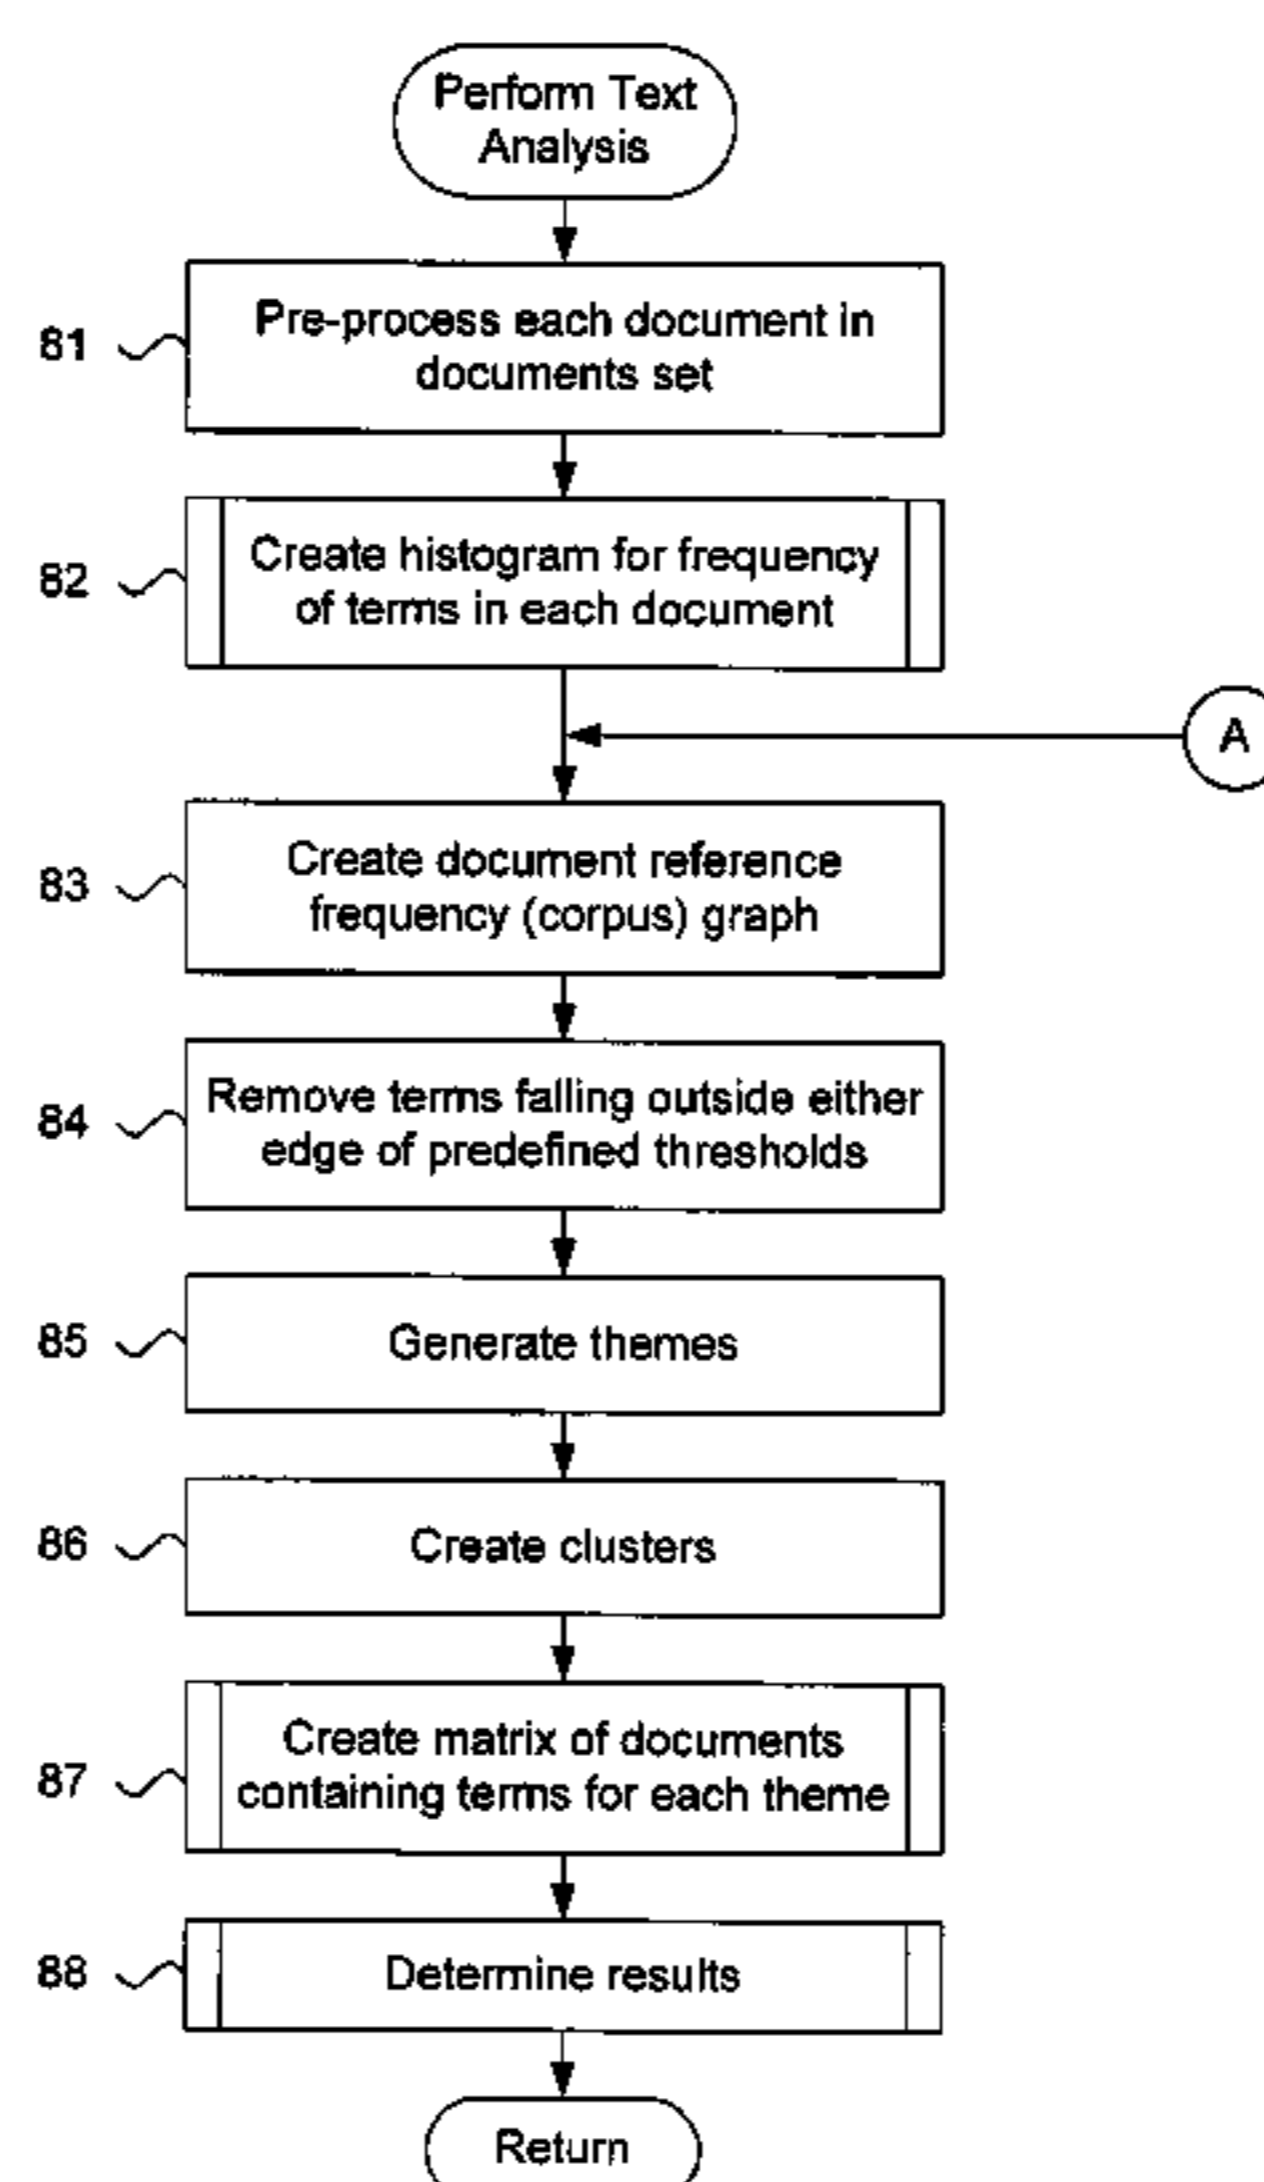 Perform Text
Analysis
81
Pre-process each document in
documents set
82
Create histogram for frequency
of terms in each document
A
83
Create document reference
frequency (corpus) graph
84
Remove terms falling outside either
edge of predefined thresholds
85
Generate themes
86
Create clusters
87
Create matrix of documents
containing terms for each theme
88
Determine results
Return